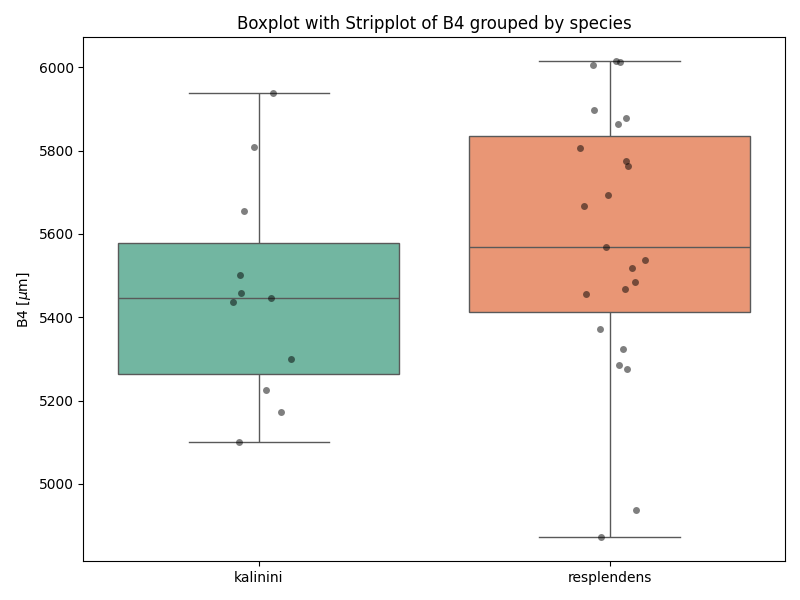 Boxplot with Stripplot of B4 grouped by species
B4 [μm]
6000
5800
5600
5400
5200
5000
kalinini
resplendens